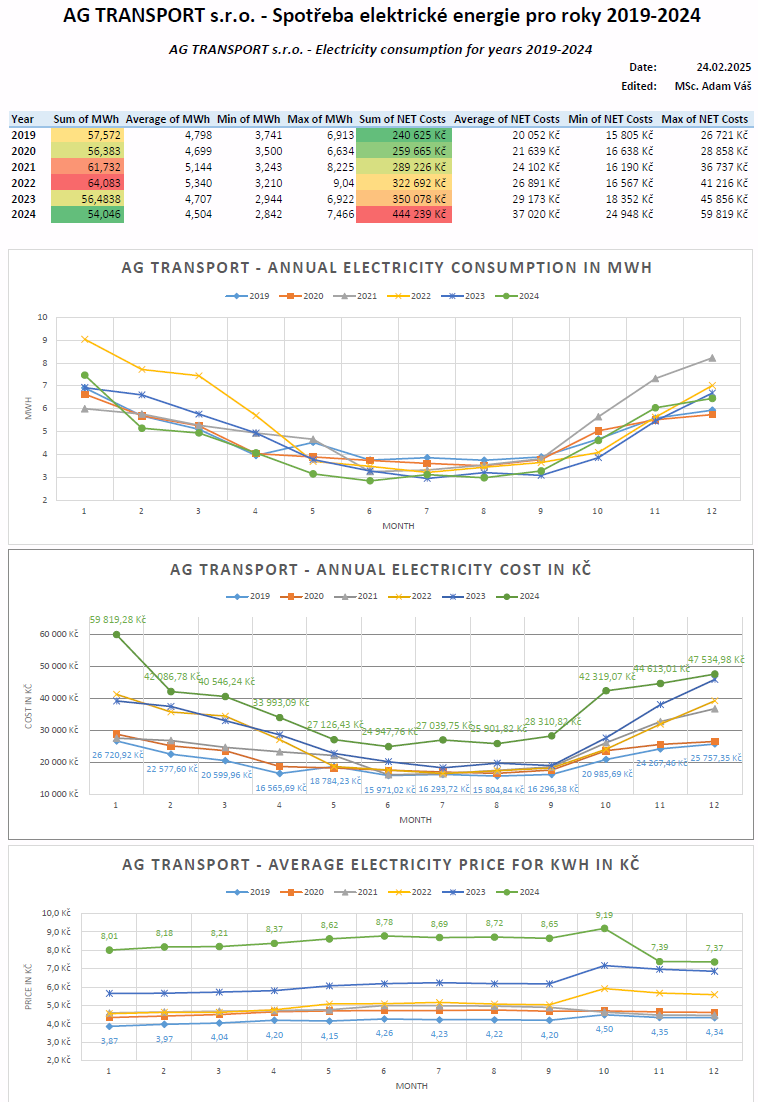 AG TRANSPORT s.r.o. - Spotřeba elektrické energie pro roky 2019-2024
AG TRANSPORT s.r.o. - Electricity consumption for years 2019-2024
Date: 24.02.2025
Edited: MSc. Adam Váš
Year Sum of MWh Average of MWh Min of MWh Max of MWh Sum of NET Costs Average of NET Costs Min of NET Costs Max of NET Costs
2019 57,572 4,798 3,741 6,913 240 625 Kč 20 052 Kč 15 805 Kč 26 721 Kč
2020 56,383 4,699 3,500 6,634 259 665 Kč 21 639 Kč 16 638 Kč 28 858 Kč
2021 61,732 5,144 3,243 8,225 289 226 Kč 24 102 Kč 16 190 Kč 36 737 Kč
2022 64,083 5,340 3,210 9,04 322 692 Kč 26 891 Kč 16 567 Kč 41 216 Kč
2023 56,4838 4,707 2,944 6,922 350 078 Kč 29 173 Kč 18 352 Kč 45 856 Kč
2024 54,046 4,504 2,842 7,466 444 239 Kč 37 020 Kč 24 948 Kč 59 819 Kč
AG TRANSPORT - ANNUAL ELECTRICITY CONSUMPTION IN MWH
2019 2020 2021 2022 2023 2024
10
9
8
7
6
5
4
3
2
MWH
1 2 3 4 5 6 7 8 9 10 11 12
MONTH
AG TRANSPORT - ANNUAL ELECTRICITY COST IN KČ
2019 2020 2021 2022 2023 2024
60 000 Kč
50 000 Kč
40 000 Kč
30 000 Kč
20 000 Kč
10 000 Kč
COST IN KČ
59 819,28 Kč
42 086,78 Kč
40 546,24 Kč
33 993,09 Kč
27 126,43 Kč
24 947,76 Kč
27 039,75 Kč
25 901,82 Kč
28 310,82 Kč
42 319,07 Kč
44 613,01 Kč
47 534,98 Kč
26 720,92 Kč
22 577,60 Kč
20 599,96 Kč
16 565,69 Kč
18 784,23 Kč
15 971,02 Kč
16 293,72 Kč
15 804,84 Kč
16 296,38 Kč
20 985,69 Kč
24 267,46 Kč
25 757,35 Kč
1 2 3 4 5 6 7 8 9 10 11 12
MONTH
AG TRANSPORT - AVERAGE ELECTRICITY PRICE FOR KWH IN KČ
2019 2020 2021 2022 2023 2024
10,0 Kč
9,0 Kč
8,0 Kč
7,0 Kč
6,0 Kč
5,0 Kč
4,0 Kč
3,0 Kč
2,0 Kč
PRICE IN KČ
8,01 8,18 8,21 8,37 8,62 8,78 8,69 8,72 8,65 9,19 7,39 7,37
3,87 3,97 4,04 4,20 4,15 4,26 4,23 4,22 4,20 4,50 4,35 4,34
1 2 3 4 5 6 7 8 9 10 11 12
MONTH